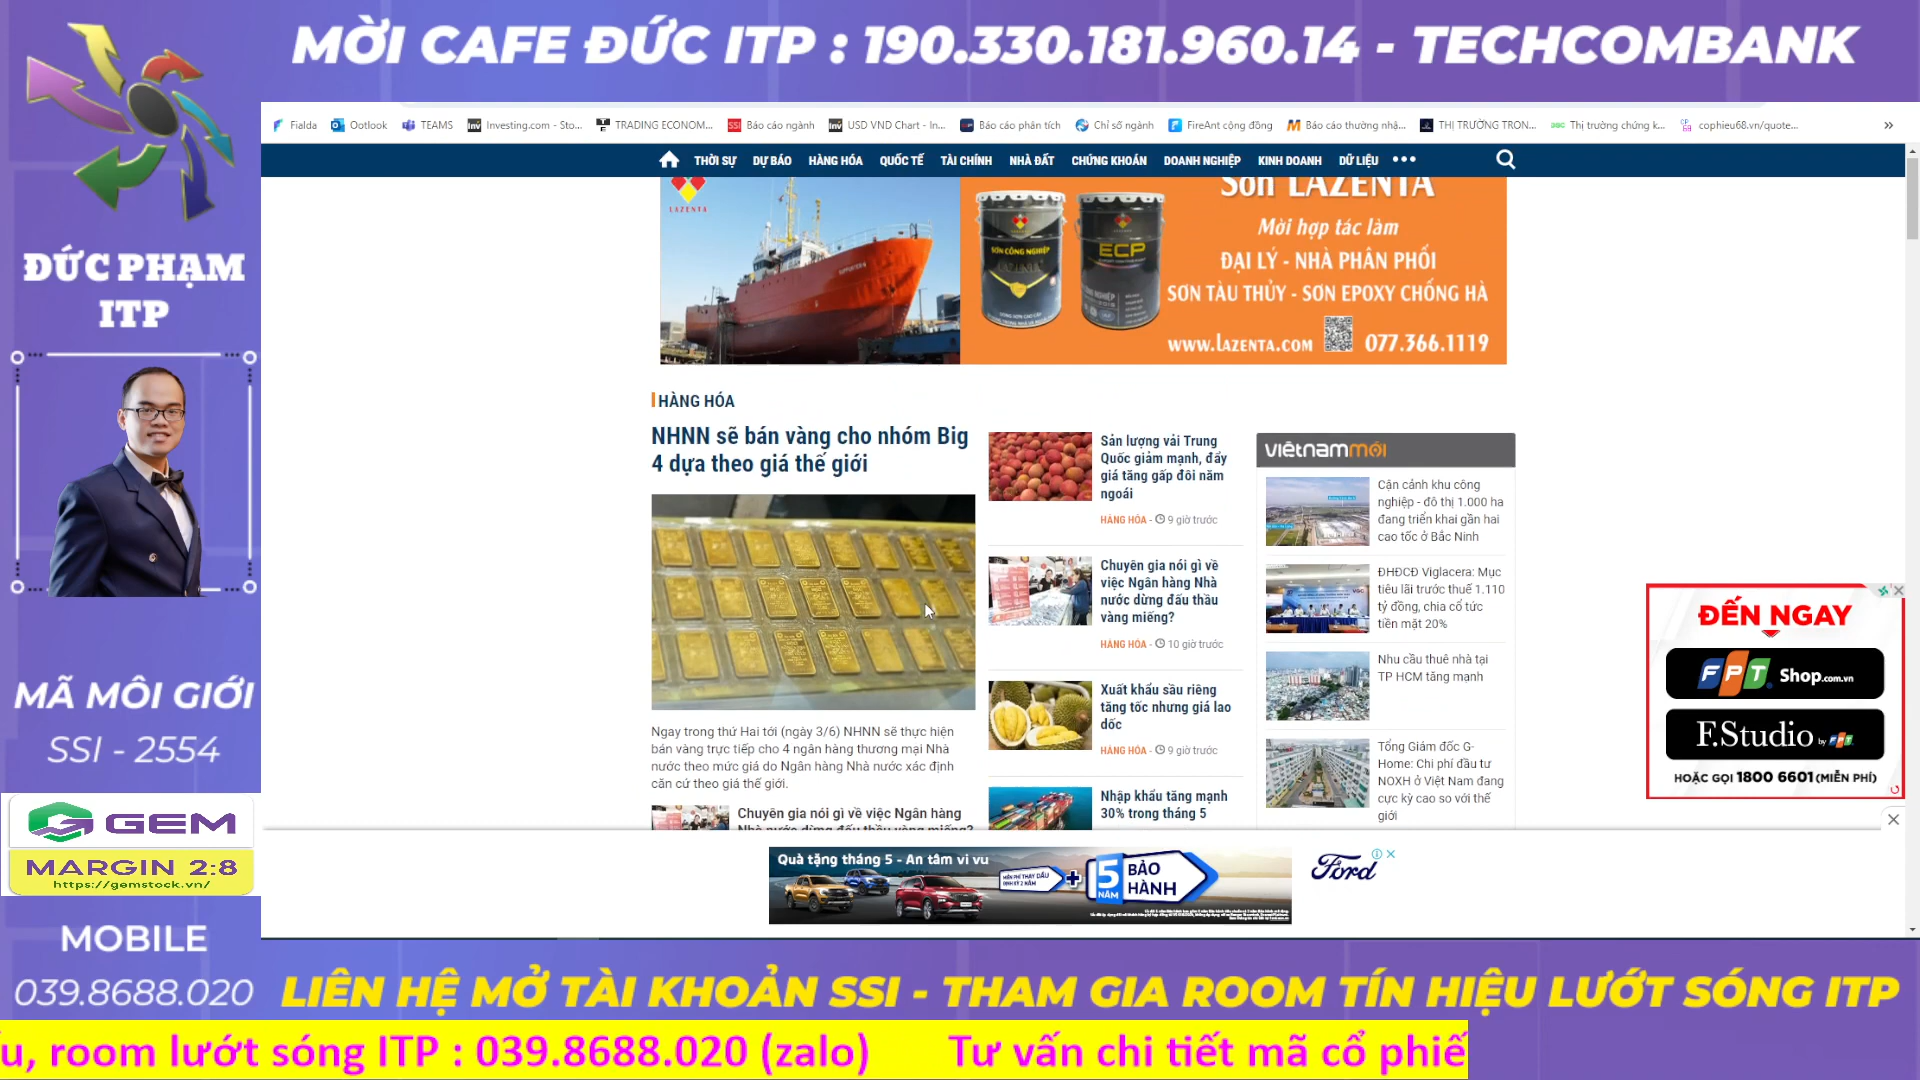 MỜI CAFE ĐỨC ITP : 190.330.181.960.14 - TECHCOMBANK
ĐỨC PHẠM
ITP
MÃ MÔI GIỚI
SSI - 2554
GEM
MARGIN 2:8
https://gemstock.vn/
MOBILE
039.8688.020
Fialda
Outlook
TEAMS
Investing.com - Sto...
TRADING ECONOM...
Báo cáo ngành
USD VND Chart - In...
Báo cáo phân tích
Chỉ số ngành
FireAnt cộng đồng
Báo cáo thường nhậ...
THỊ TRƯỜNG TRON...
Thị trường chứng k...
cophieu68.vn/quote...
THỜI SỰ
DỰ BÁO
HÀNG HÓA
QUỐC TẾ
TÀI CHÍNH
NHÀ ĐẤT
CHỨNG KHOÁN
DOANH NGHIỆP
KINH DOANH
DỮ LIỆU
LAZENTA
SƠN CÔNG NGHIỆP
ECP
Sơn LAZENTA
Mời hợp tác làm
ĐẠI LÝ - NHÀ PHÂN PHỐI
SƠN TÀU THỦY - SƠN EPOXY CHỐNG HÀ
www.lazenta.com 077.366.1119
HÀNG HÓA
NHNN sẽ bán vàng cho nhóm Big
4 dựa theo giá thế giới
Ngay trong thứ Hai tới (ngày 3/6) NHNN sẽ thực hiện
bán vàng trực tiếp cho 4 ngân hàng thương mại Nhà
nước theo mức giá do Ngân hàng Nhà nước xác định
căn cứ theo giá thế giới.
Chuyên gia nói gì về việc Ngân hàng
Nhà nước dừng đấu thầu vàng miếng?
Sản lượng vải Trung
Quốc giảm mạnh, đẩy
giá tăng gấp đôi năm
ngoái
HÀNG HÓA - 9 giờ trước
Chuyên gia nói gì về
việc Ngân hàng Nhà
nước dừng đấu thầu
vàng miếng?
HÀNG HÓA - 10 giờ trước
Xuất khẩu sầu riêng
tăng tốc nhưng giá lao
dốc
HÀNG HÓA - 9 giờ trước
Nhập khẩu tăng mạnh
30% trong tháng 5
việtnammới
Cận cảnh khu công
nghiệp - đô thị 1.000 ha
đang triển khai gần hai
cao tốc ở Bắc Ninh
ĐHĐCĐ Viglacera: Mục
tiêu lãi trước thuế 1.110
tỷ đồng, chia cổ tức
tiền mặt 20%
Nhu cầu thuê nhà tại
TP HCM tăng mạnh
Tổng Giám đốc G-
Home: Chi phí đầu tư
NOXH ở Việt Nam đang
cực kỳ cao so với thế
giới
ĐẾN NGAY
FPT Shop.com.vn
F.Studio by FPT
HOẶC GỌI 1800 6601 (MIỄN PHÍ)
Quà tặng tháng 5 - An tâm vi vu
+ 5 NĂM
BẢO
HÀNH
Ford
LIÊN HỆ MỞ TÀI KHOẢN SSI - THAM GIA ROOM TÍN HIỆU LƯỚT SÓNG ITP
u, room lướt sóng ITP : 039.8688.020 (zalo) Tư vấn chi tiết mã cổ phiế